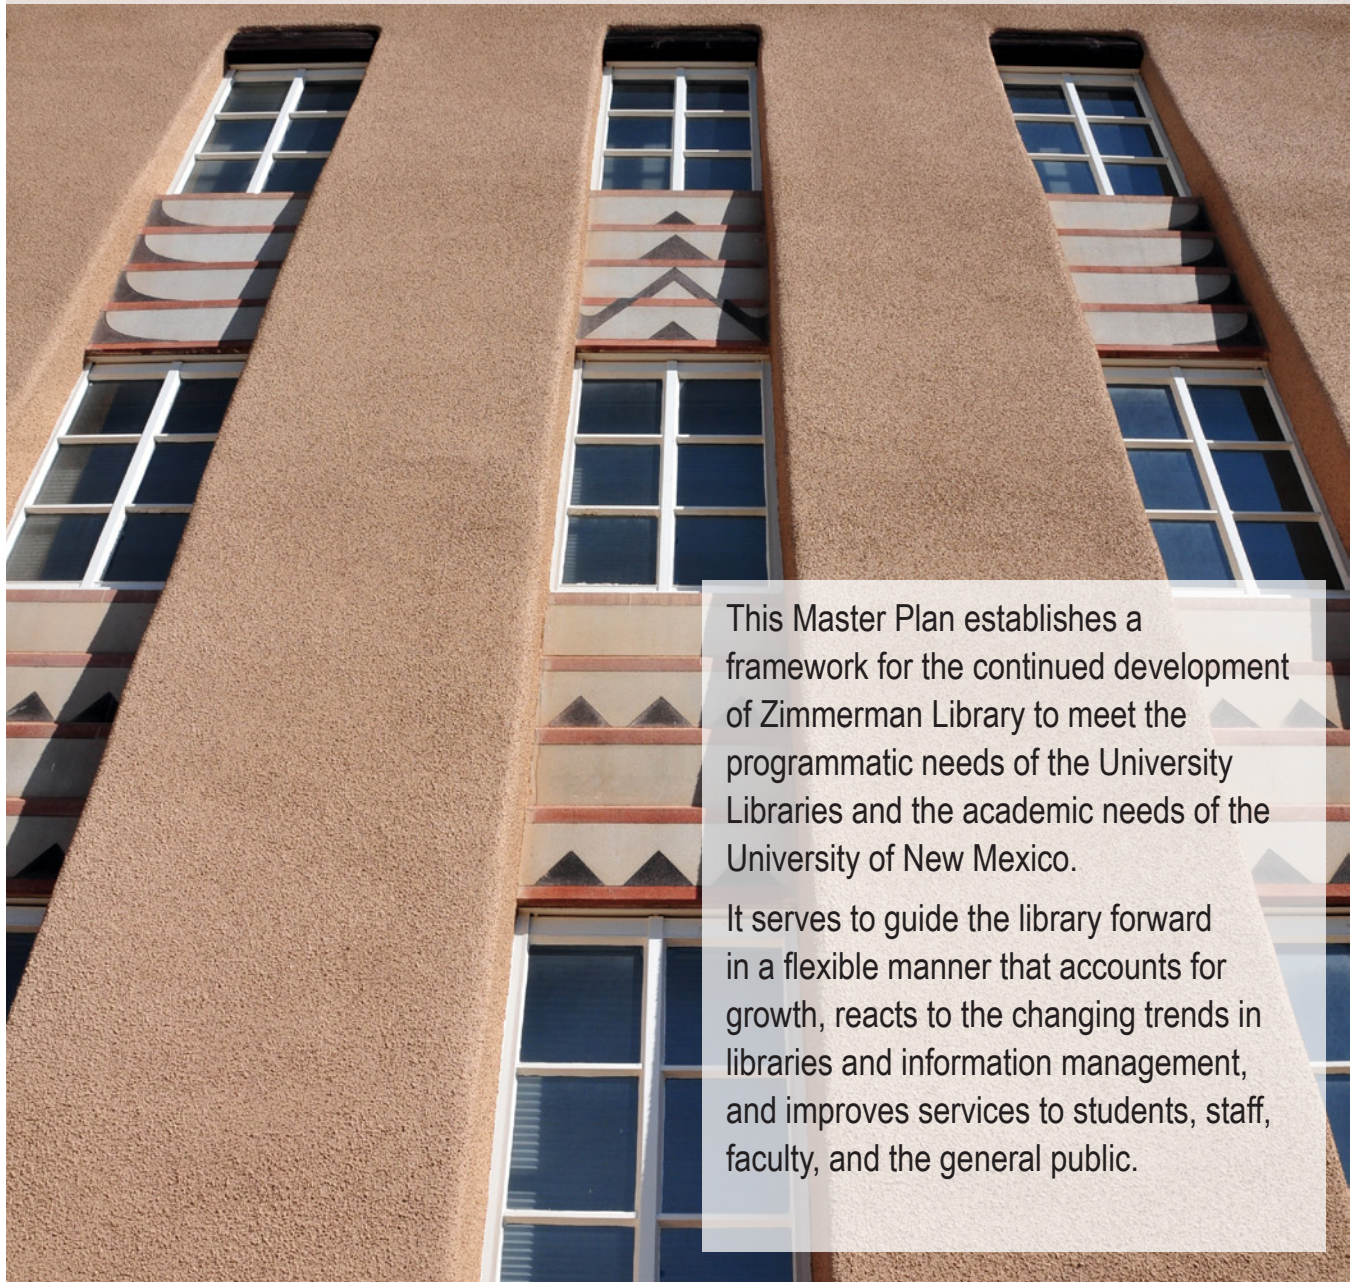 This Master Plan establishes a
framework for the continued development
of Zimmerman Library to meet the
programmatic needs of the University
Libraries and the academic needs of the
University of New Mexico.
It serves to guide the library forward
in a flexible manner that accounts for
growth, reacts to the changing trends in
libraries and information management,
and improves services to students, staff,
faculty, and the general public.